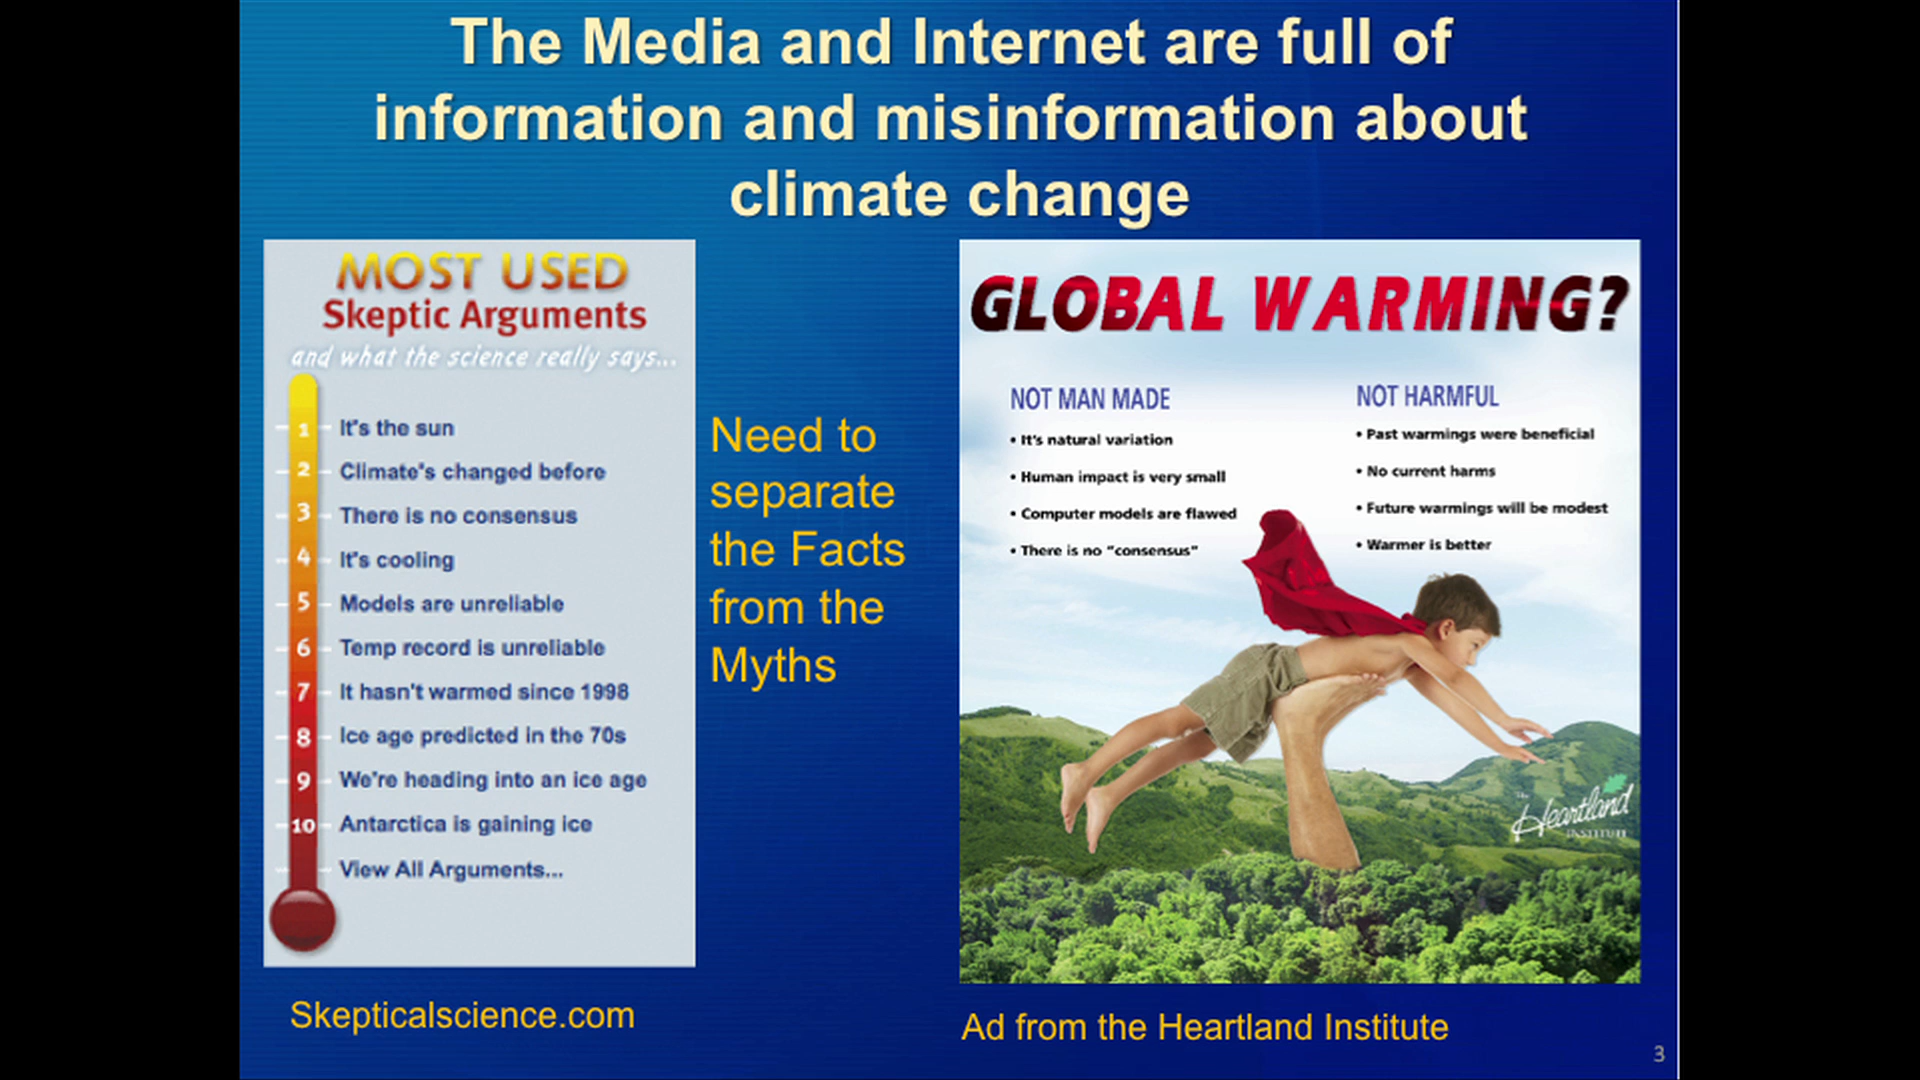 The Media and Internet are full of
information and misinformation about
climate change
MOST USED
Skeptic Arguments
and what the science really says...
1 It's the sun
2 Climate's changed before
3 There is no consensus
4 It's cooling
5 Models are unreliable
6 Temp record is unreliable
7 It hasn't warmed since 1998
8 Ice age predicted in the 70s
9 We're heading into an ice age
10 Antarctica is gaining ice
View All Arguments...
Skepticalscience.com
Need to
separate
the Facts
from the
Myths
GLOBAL WARMING?
NOT MAN MADE
• It's natural variation
• Human impact is very small
• Computer models are flawed
• There is no "consensus"
NOT HARMFUL
• Past warmings were beneficial
• No current harms
• Future warmings will be modest
• Warmer is better
The
Heartland
INSTITUTE
Ad from the Heartland Institute
3